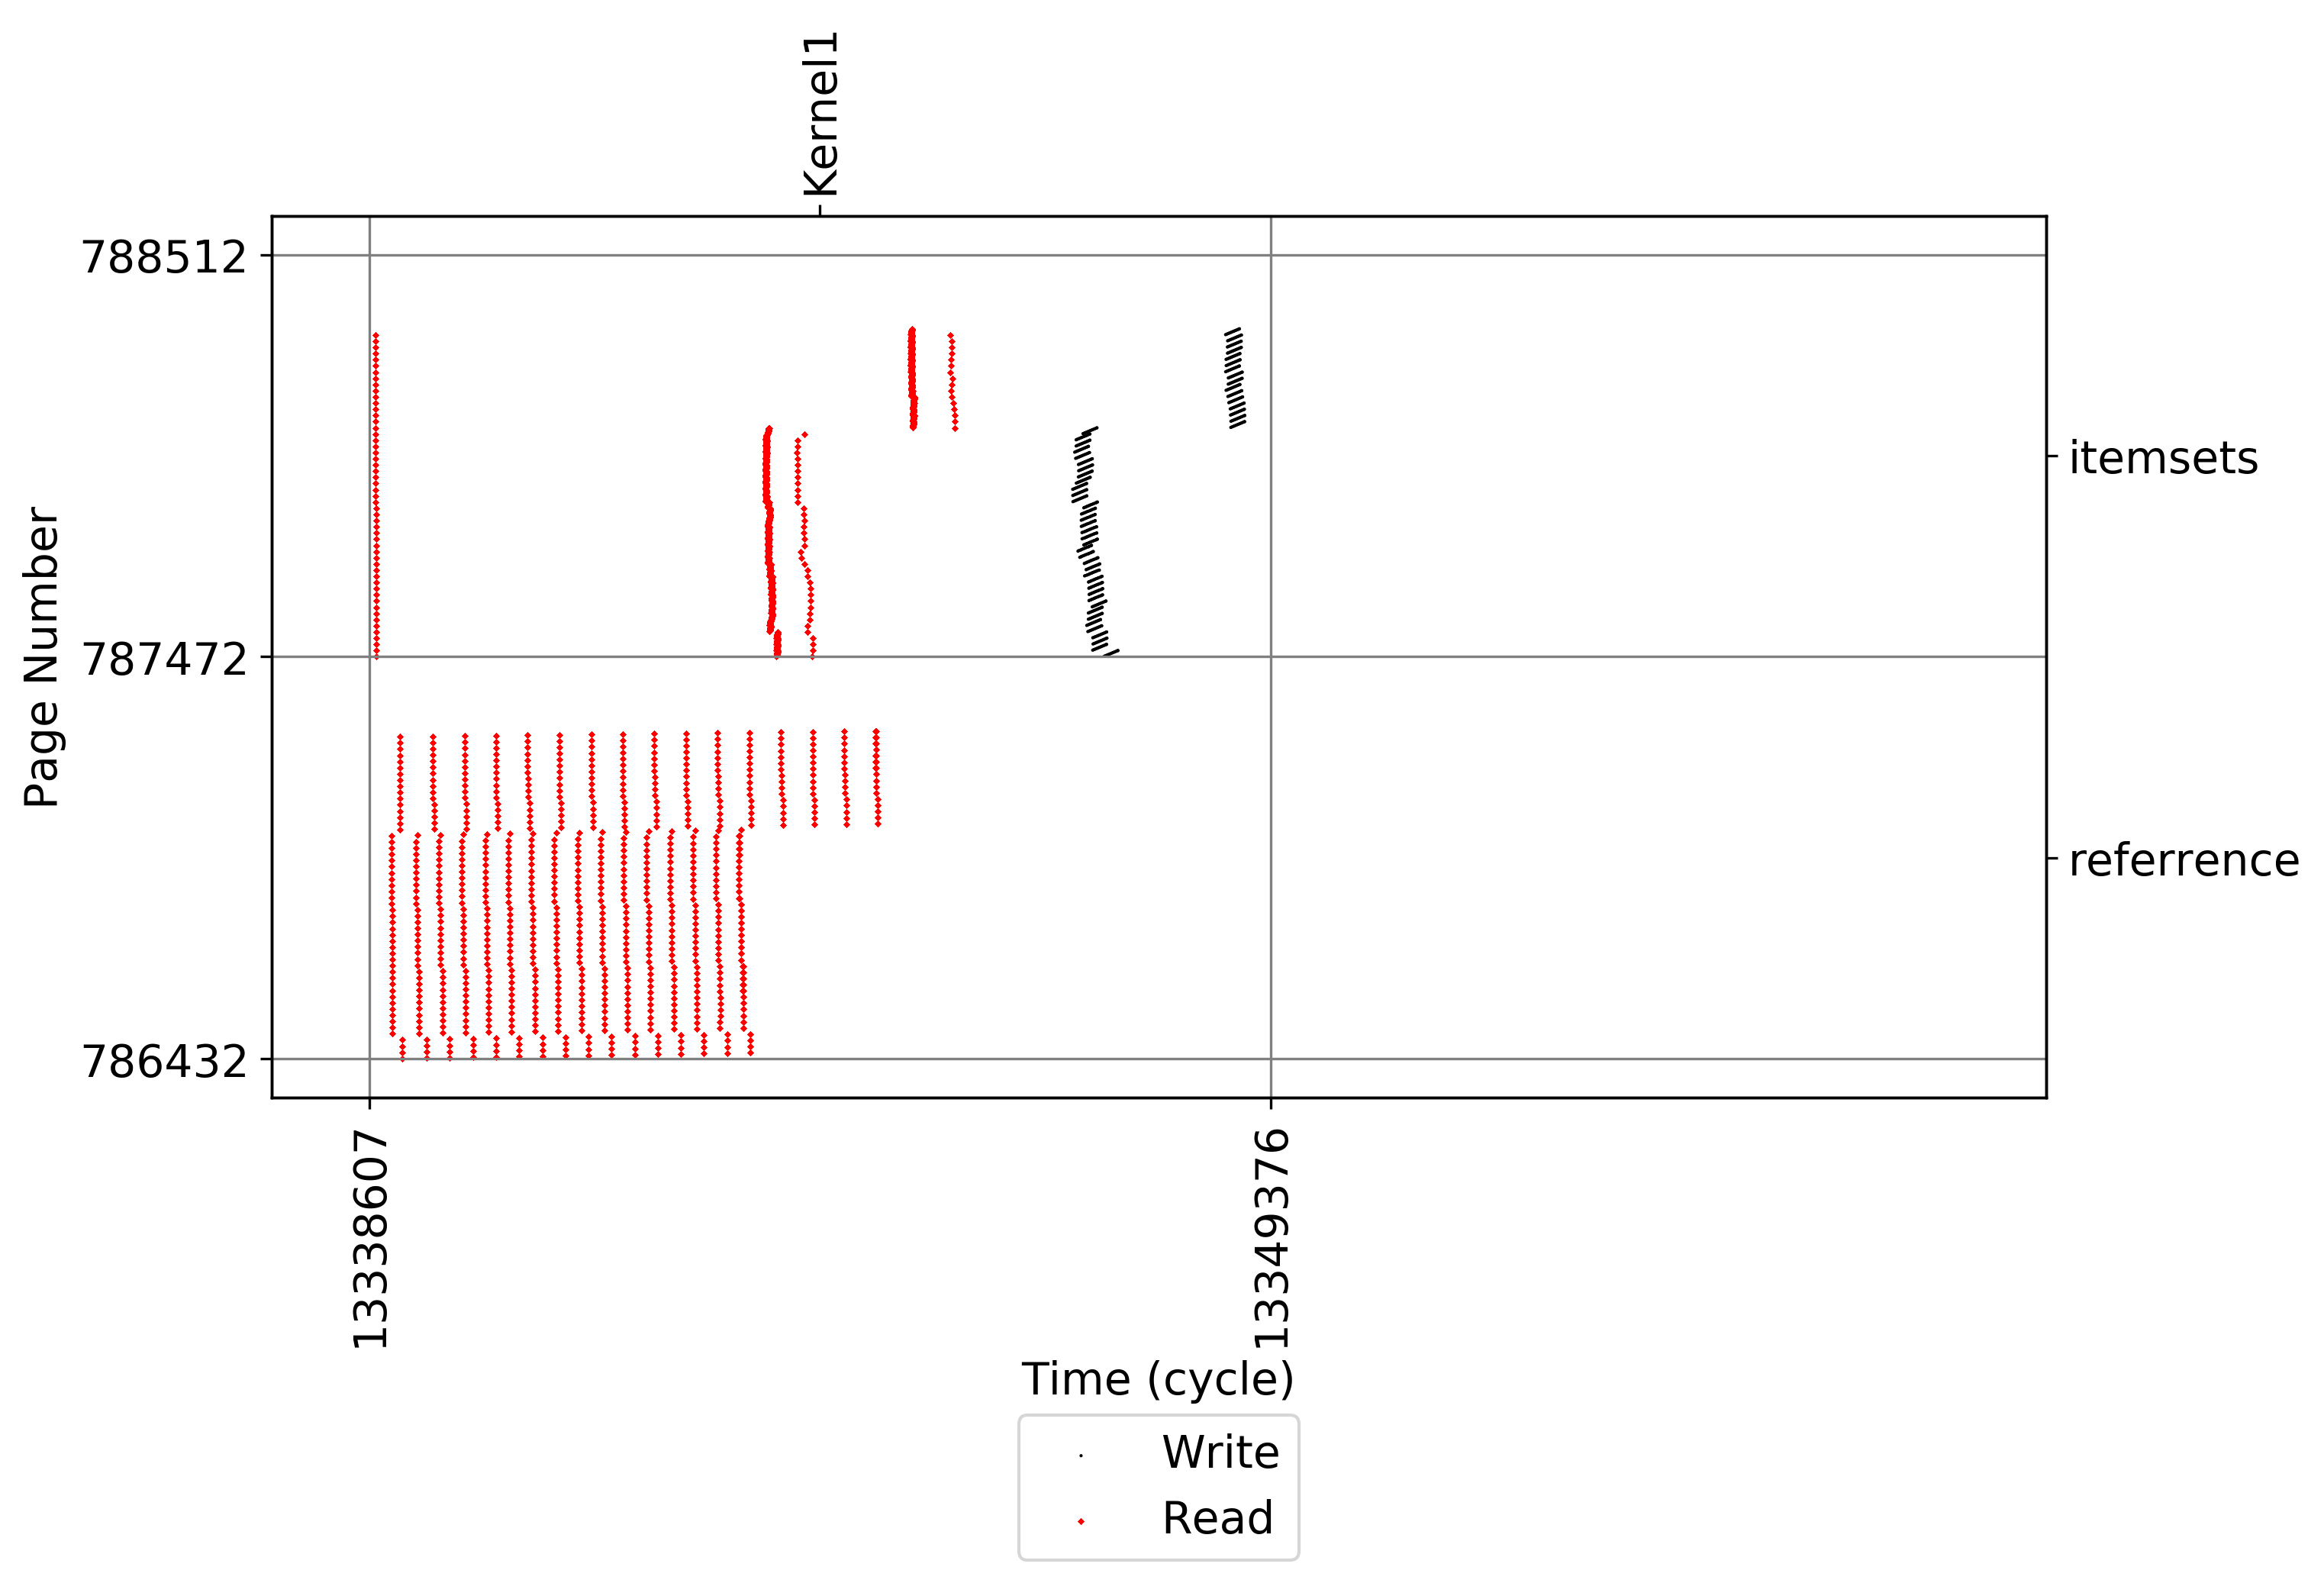 Kernel1
788512
itemsets
787472
referrence
786432
Page Number
13338607
13349376
Time (cycle)
Write
Read